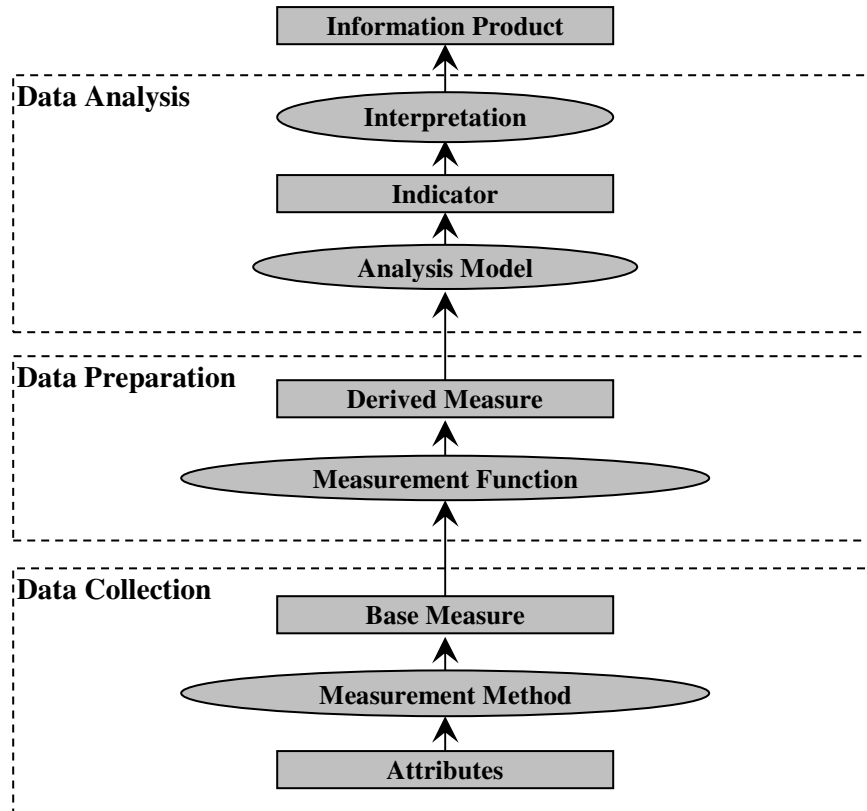 Information Product
Data Analysis
Interpretation
Indicator
Analysis Model
Data Preparation
Derived Measure
Measurement Function
Data Collection
Base Measure
Measurement Method
Attributes